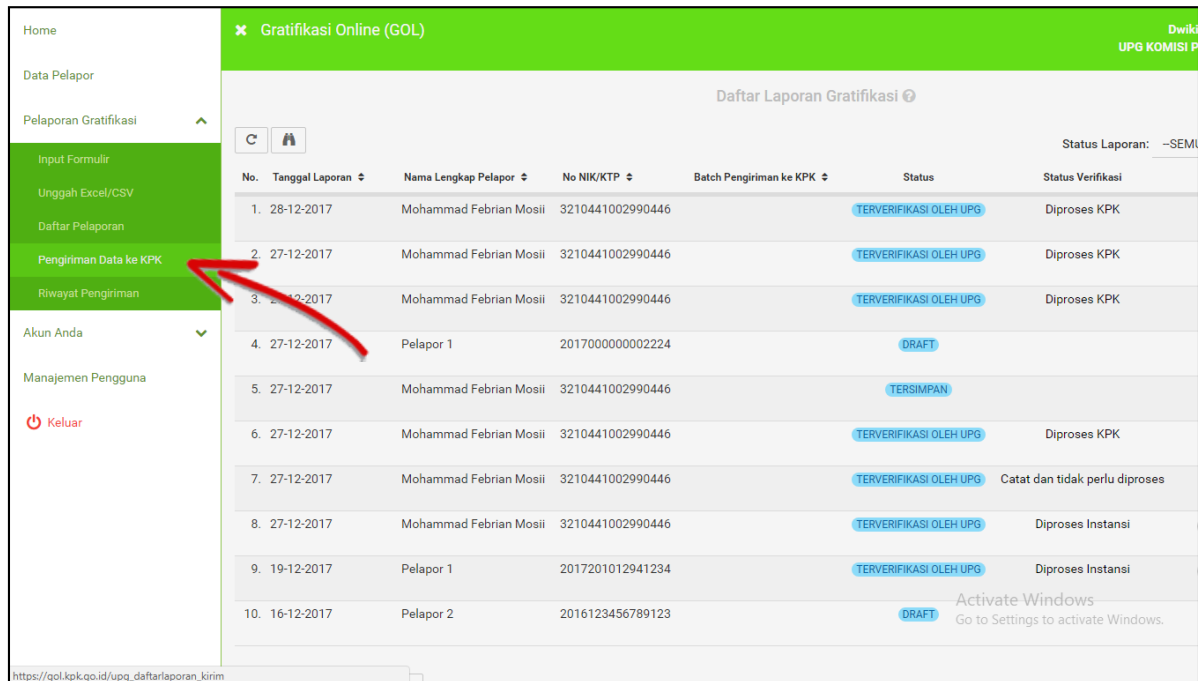 Home
Data Pelapor
Pelaporan Gratifikasi
Input Formulir
Unggah Excel/CSV
Daftar Pelaporan
Pengiriman Data ke KPK
Riwayat Pengiriman
Akun Anda
Manajemen Pengguna
Keluar
Gratifikasi Online (GOL)
Dwiki
UPG KOMISI P
Daftar Laporan Gratifikasi
Status Laporan: --SEMU
No. Tanggal Laporan Nama Lengkap Pelapor No NIK/KTP Batch Pengiriman ke KPK Status Status Verifikasi
1. 28-12-2017 Mohammad Febrian Mosii 3210441002990446 TERVERIFIKASI OLEH UPG Diproses KPK
2. 27-12-2017 Mohammad Febrian Mosii 3210441002990446 TERVERIFIKASI OLEH UPG Diproses KPK
3. 12-2017 Mohammad Febrian Mosii 3210441002990446 TERVERIFIKASI OLEH UPG Diproses KPK
4. 27-12-2017 Pelapor 1 2017000000002224 DRAFT
5. 27-12-2017 Mohammad Febrian Mosii 3210441002990446 TERSIMPAN
6. 27-12-2017 Mohammad Febrian Mosii 3210441002990446 TERVERIFIKASI OLEH UPG Diproses KPK
7. 27-12-2017 Mohammad Febrian Mosii 3210441002990446 TERVERIFIKASI OLEH UPG Catat dan tidak perlu diproses
8. 27-12-2017 Mohammad Febrian Mosii 3210441002990446 TERVERIFIKASI OLEH UPG Diproses Instansi
9. 19-12-2017 Pelapor 1 2017201012941234 TERVERIFIKASI OLEH UPG Diproses Instansi
10. 16-12-2017 Pelapor 2 2016123456789123 DRAFT
Activate Windows
Go to Settings to activate Windows.
https://gol.kpk.go.id/upg_daftarlaporan_kirim